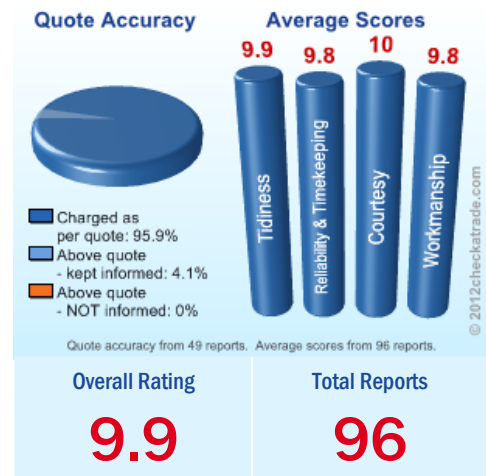 Quote Accuracy
Charged as
per quote: 95.9%
Above quote
- kept informed: 4.1%
Above quote
- NOT informed: 0%
Average Scores
9.9
9.8
10
9.8
Tidiness
Reliability & Timekeeping
Courtesy
Workmanship
© 2012checkatrade.com
Quote accuracy from 49 reports. Average scores from 96 reports.
Overall Rating
9.9
Total Reports
96